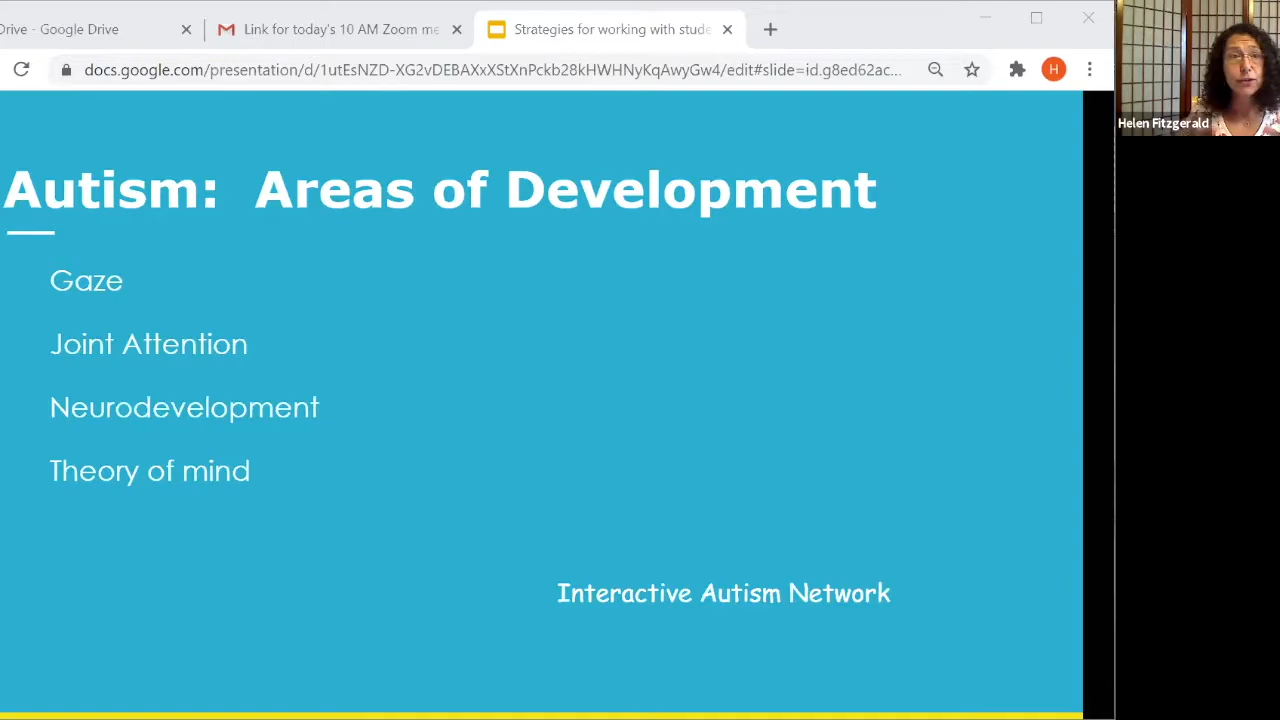 Drive - Google Drive
Link for today's 10 AM Zoom me
Strategies for working with stude
docs.google.com/presentation/d/1utEeNZD-XG2vDEBAXxXStXnPcko28kHWHNyKqAwyGw4/edit#slide=id.g8ed62ac...
H
Helen Fitzgerald
Autism: Areas of Development
Gaze
Joint Attention
Neurodevelopment
Theory of mind
Interactive Autism Network